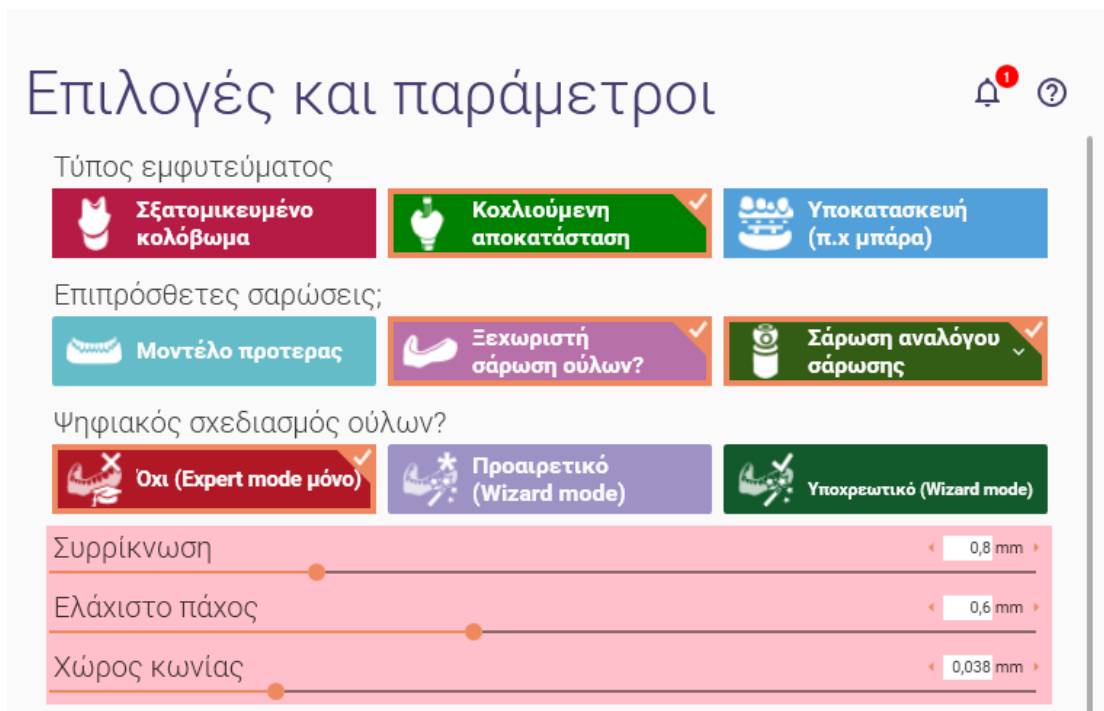 Επιλογές και παράμετροι
1
?
Τύπος εμφυτεύματος
Σξατομικευμένο
κολόβωμα
Κοχλιούμενη
αποκατάσταση
Υποκατασκευή
(π.χ μπάρα)
Επιπρόσθετες σαρώσεις;
Μοντέλο προτερας
Ξεχωριστή
σάρωση ούλων?
Σάρωση αναλόγου
σάρωσης
Ψηφιακός σχεδιασμός ούλων?
Όχι (Expert mode μόνο)
Προαιρετικό
(Wizard mode)
Υποχρεωτικό (Wizard mode)
Συρρίκνωση 0,8 mm
Ελάχιστο πάχος 0,6 mm
Χώρος κωνίας 0,038 mm